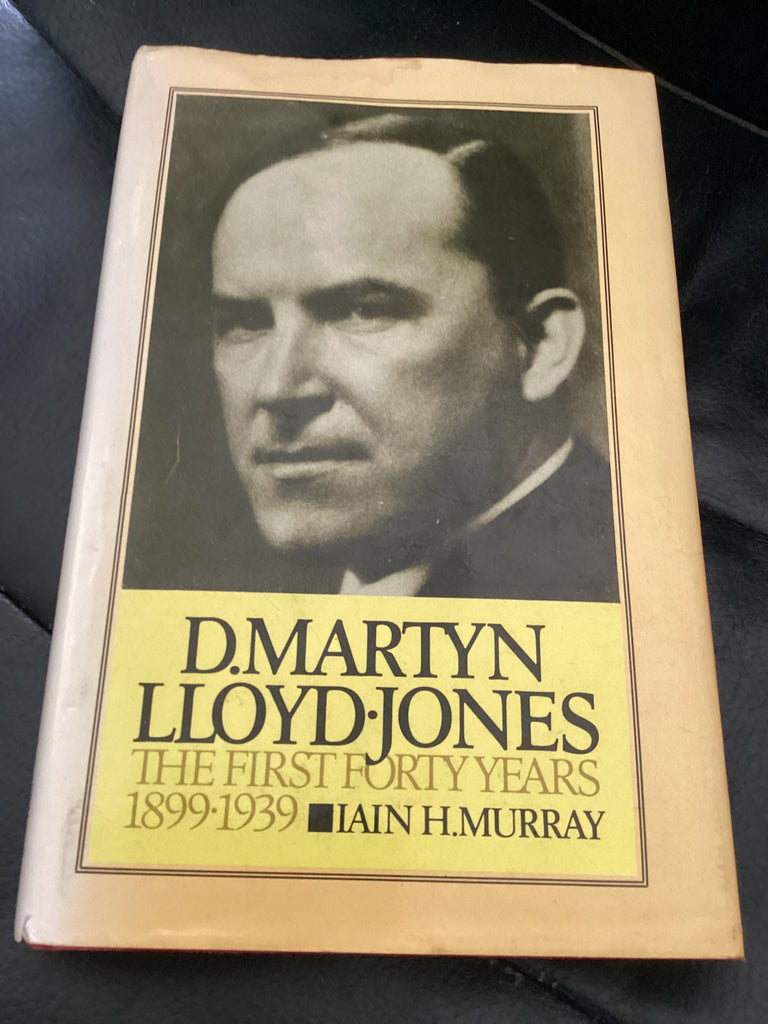 D.MARTYN
LLOYD·JONES
THE FIRST FORTY YEARS
1899·1939 ■IAIN H.MURRAY